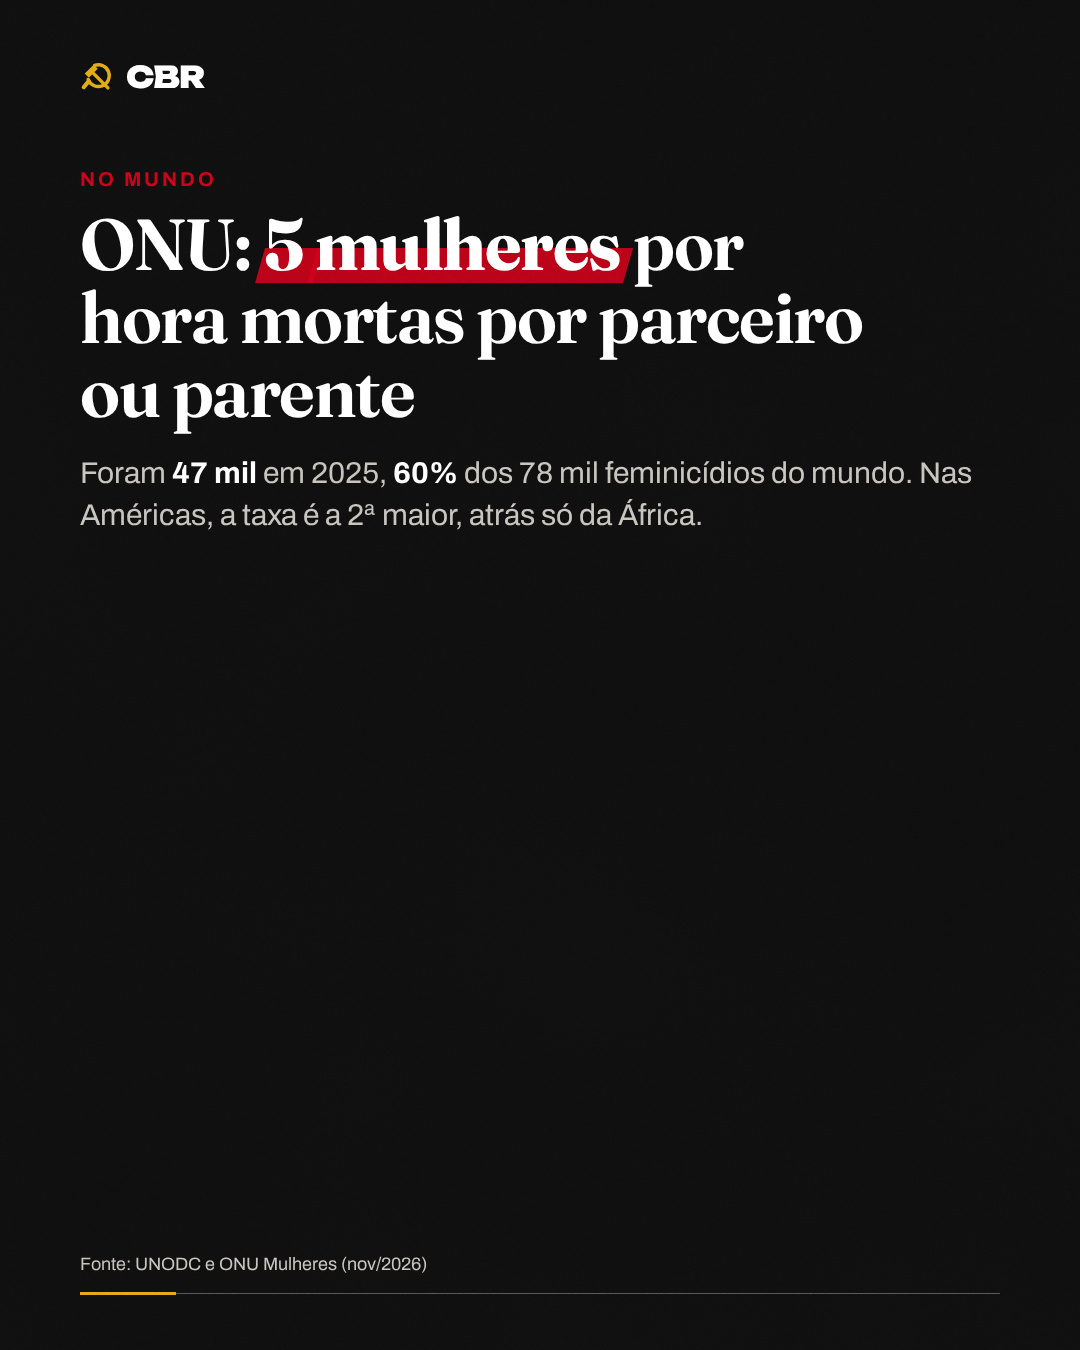 CBR
NO MUNDO
ONU: 5 mulheres por
hora mortas por parceiro
ou parente
Foram 47 mil em 2025, 60% dos 78 mil feminicídios do mundo. Nas
Américas, a taxa é a 2ª maior, atrás só da África.
Fonte: UNODC e ONU Mulheres (nov/2026)